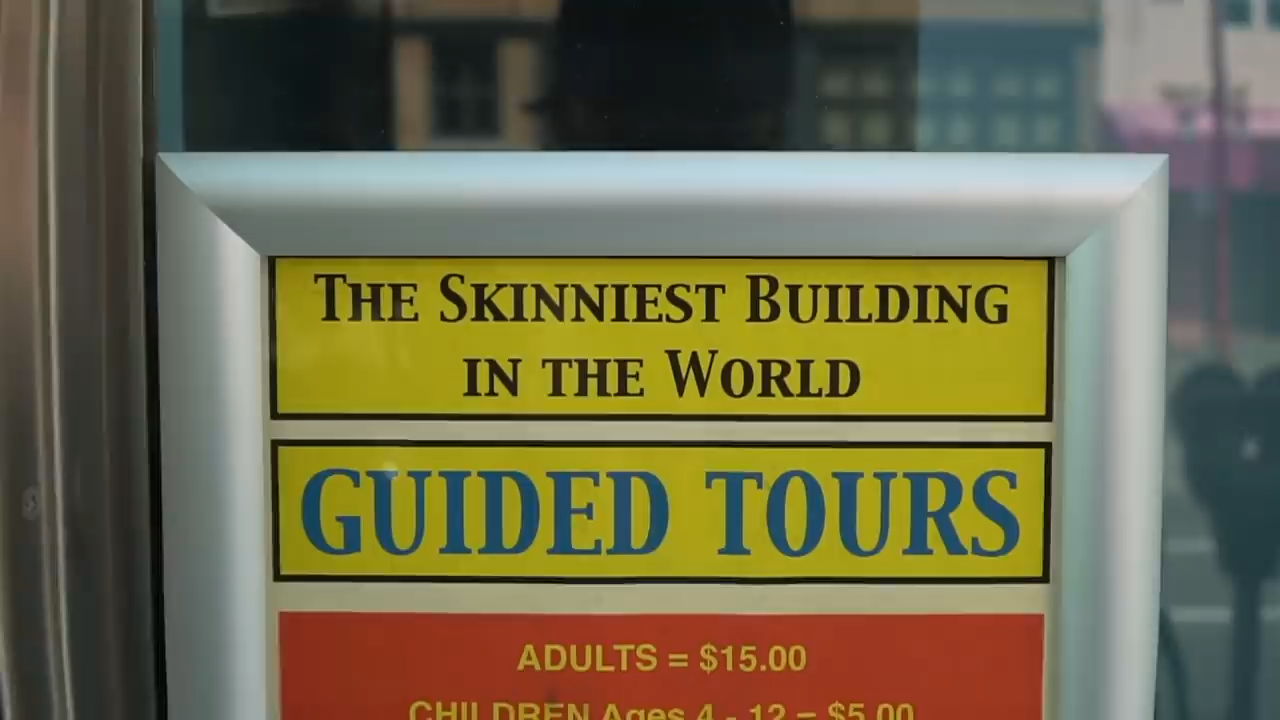 THE SKINNIEST BUILDING
IN THE WORLD
GUIDED TOURS
ADULTS = $15.00
CHILDREN Ages 4 - 12 = $5.00